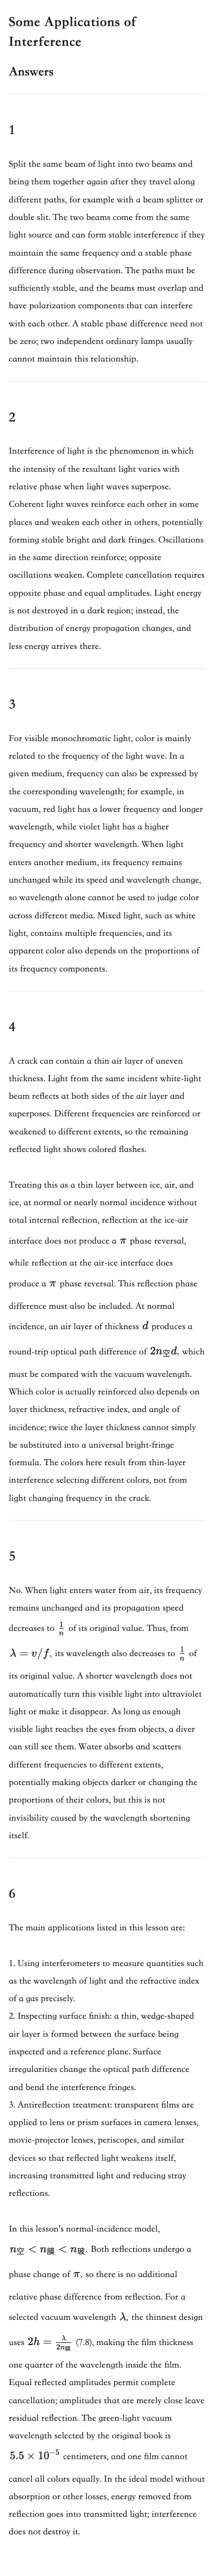 Some Applications of
Interference
Answers
1
Split the same beam of light into two beams and
bring them together again after they travel along
different paths, for example with a beam splitter or
double slit. The two beams come from the same
light source and can form stable interference if they
maintain the same frequency and a stable phase
difference during observation. The paths must be
sufficiently stable, and the beams must overlap and
have polarization components that can interfere
with each other. A stable phase difference need not
be zero; two independent ordinary lamps usually
cannot maintain this relationship.
2
Interference of light is the phenomenon in which
the intensity of the resultant light varies with
relative phase when light waves superpose.
Coherent light waves reinforce each other in some
places and weaken each other in others, potentially
forming stable bright and dark fringes. Oscillations
in the same direction reinforce; opposite
oscillations weaken. Complete cancellation requires
opposite phase and equal amplitudes. Light energy
is not destroyed in a dark region; instead, the
distribution of energy propagation changes, and
less energy arrives there.
3
For visible monochromatic light, color is mainly
related to the frequency of the light wave. In a
given medium, frequency can also be expressed by
the corresponding wavelength; for example, in
vacuum, red light has a lower frequency and longer
wavelength, while violet light has a higher
frequency and shorter wavelength. When light
enters another medium, its frequency remains
unchanged while its speed and wavelength change,
so wavelength alone cannot be used to judge color
across different media. Mixed light, such as white
light, contains multiple frequencies, and its
apparent color also depends on the proportions of
its frequency components.
4
A crack can contain a thin air layer of uneven
thickness. Light from the same incident white-light
beam reflects at both sides of the air layer and
superposes. Different frequencies are reinforced or
weakened to different extents, so the remaining
reflected light shows colored flashes.
Treating this as a thin layer between ice, air, and
ice, at normal or nearly normal incidence without
total internal reflection, reflection at the ice-air
interface does not produce a π phase reversal,
while reflection at the air-ice interface does
produce a π phase reversal. This reflection phase
difference must also be included. At normal
incidence, an air layer of thickness d produces a
round-trip optical path difference of 2n空d, which
must be compared with the vacuum wavelength.
Which color is actually reinforced also depends on
layer thickness, refractive index, and angle of
incidence; twice the layer thickness cannot simply
be substituted into a universal bright-fringe
formula. The colors here result from thin-layer
interference selecting different colors, not from
light changing frequency in the crack.
5
No. When light enters water from air, its frequency
remains unchanged and its propagation speed
decreases to 1/n of its original value. Thus, from
λ = v/f, its wavelength also decreases to 1/n of
its original value. A shorter wavelength does not
automatically turn this visible light into ultraviolet
light or make it disappear. As long as enough
visible light reaches the eyes from objects, a diver
can still see them. Water absorbs and scatters
different frequencies to different extents,
potentially making objects darker or changing the
proportions of their colors, but this is not
invisibility caused by the wavelength shortening
itself.
6
The main applications listed in this lesson are:
1. Using interferometers to measure quantities such
as the wavelength of light and the refractive index
of a gas precisely.
2. Inspecting surface finish: a thin, wedge-shaped
air layer is formed between the surface being
inspected and a reference plane. Surface
irregularities change the optical path difference
and bend the interference fringes.
3. Antireflection treatment: transparent films are
applied to lens or prism surfaces in camera lenses,
movie-projector lenses, periscopes, and similar
devices so that reflected light weakens itself,
increasing transmitted light and reducing stray
reflections.
In this lesson's normal-incidence model,
n空 < n膜 < n玻. Both reflections undergo a
phase change of π, so there is no additional
relative phase difference from reflection. For a
selected vacuum wavelength λ, the thinnest design
uses 2h = λ/2n膜 (7.8), making the film thickness
one quarter of the wavelength inside the film.
Equal reflected amplitudes permit complete
cancellation; amplitudes that are merely close leave
residual reflection. The green-light vacuum
wavelength selected by the original book is
5.5 × 10⁻⁵ centimeters, and one film cannot
cancel all colors equally. In the ideal model without
absorption or other losses, energy removed from
reflection goes into transmitted light; interference
does not destroy it.